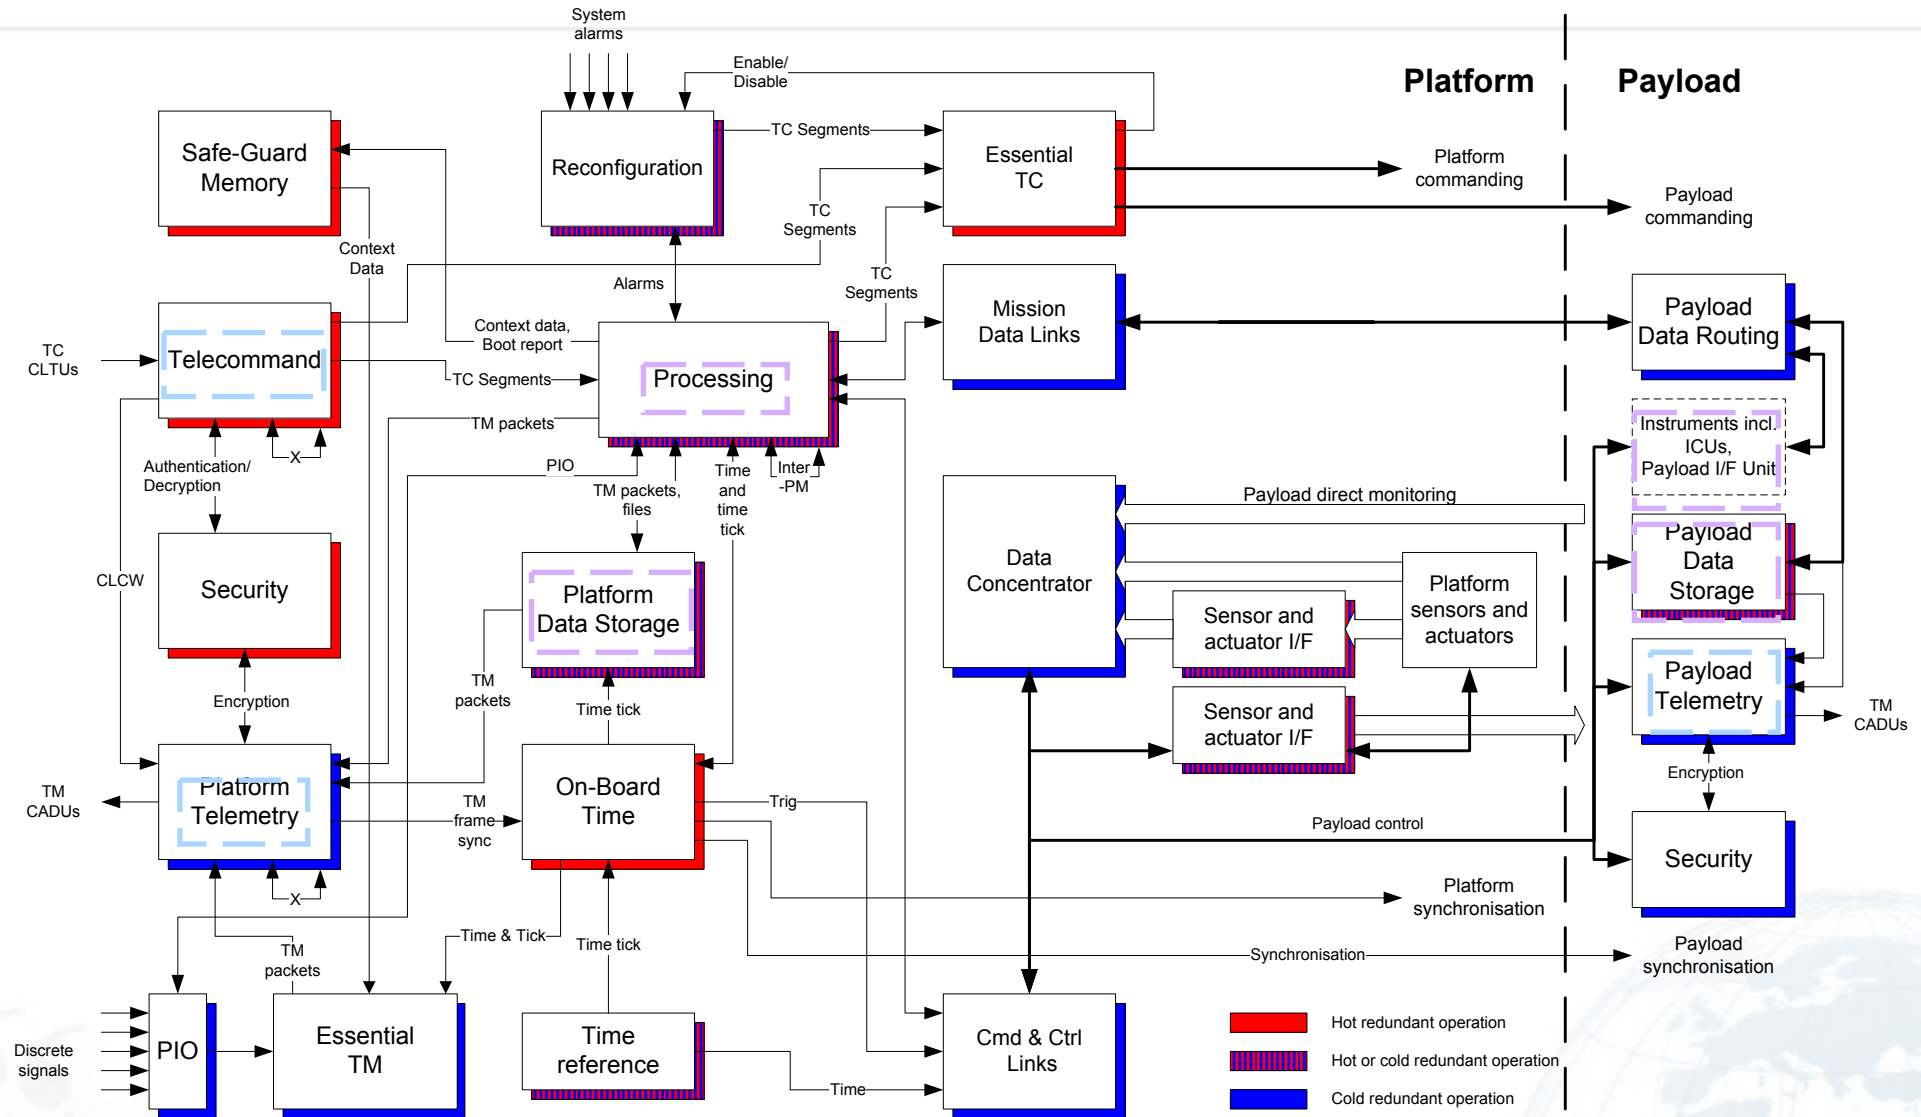 System
alarms
Enable/
Disable
Platform
Payload
Safe-Guard
Memory
Reconfiguration
TC Segments
Essential
TC
Platform
commanding
Payload
commanding
Context
Data
TC
Segments
Alarms
TC
Segments
Mission
Data Links
Payload
Data Routing
TC
CLTUs
Telecommand
Context data,
Boot report
TC Segments
Processing
TM packets
X
Authentication/
Decryption
PIO
TM packets,
files
Time
and
time
tick
Inter
-PM
Instruments incl.
ICUs,
Payload I/F Unit
Payload direct monitoring
Data
Concentrator
Platform
sensors and
actuators
Payload
Data
Storage
CLCW
Security
Platform
Data Storage
Sensor and
actuator I/F
Encryption
TM
packets
Time tick
Sensor and
actuator I/F
Payload
Telemetry
TM
CADUs
TM
CADUs
Platform
Telemetry
TM
frame
sync
On-Board
Time
Trig
Encryption
Payload control
Security
X
Platform
synchronisation
TM
packets
Time & Tick
Time tick
Synchronisation
Payload
synchronisation
Discrete
signals
PIO
Essential
TM
Time
reference
Time
Cmd & Ctrl
Links
Hot redundant operation
Hot or cold redundant operation
Cold redundant operation